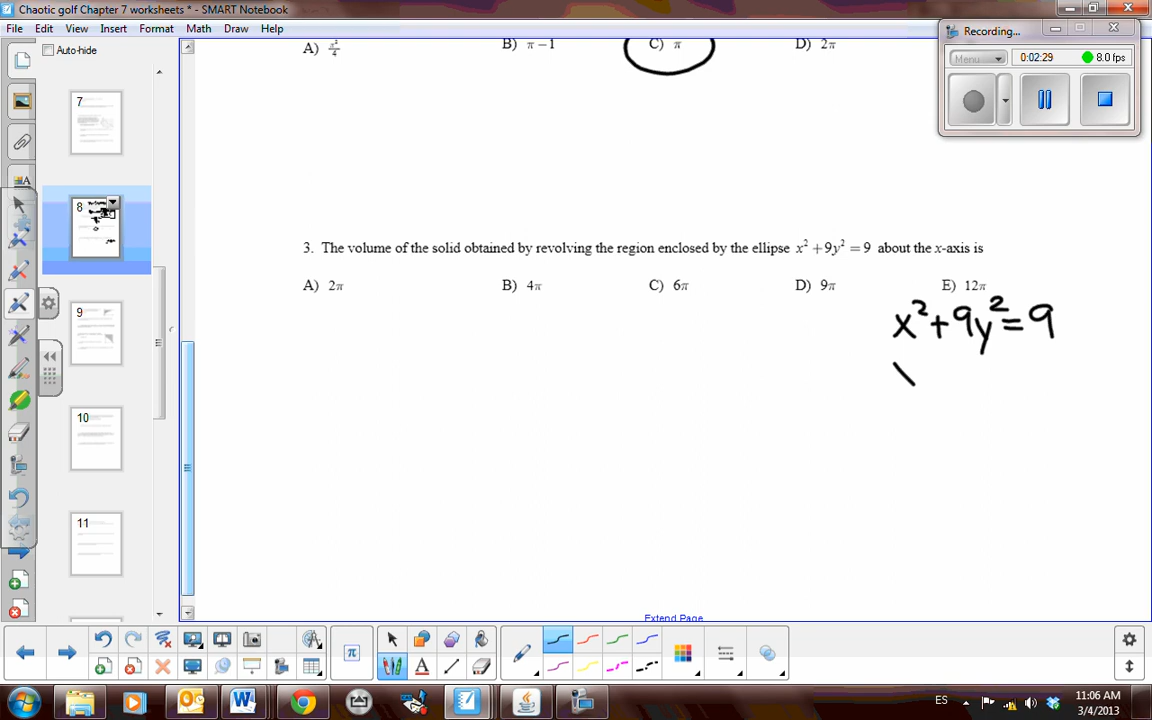 Chaotic golf Chapter 7 worksheets * - SMART Notebook
File Edit View Insert Format Math Draw Help
Recording...
Auto-hide
Menu
0:02:29
8.0 fps
A) π²/4 B) π − 1 C) π D) 2π
7
8
3. The volume of the solid obtained by revolving the region enclosed by the ellipse x² + 9y² = 9 about the x-axis is
A) 2π B) 4π C) 6π D) 9π E) 12π
x²+9y²=9
9
10
11
Extend Page
π
A
W
ES
11:06 AM
3/4/2013